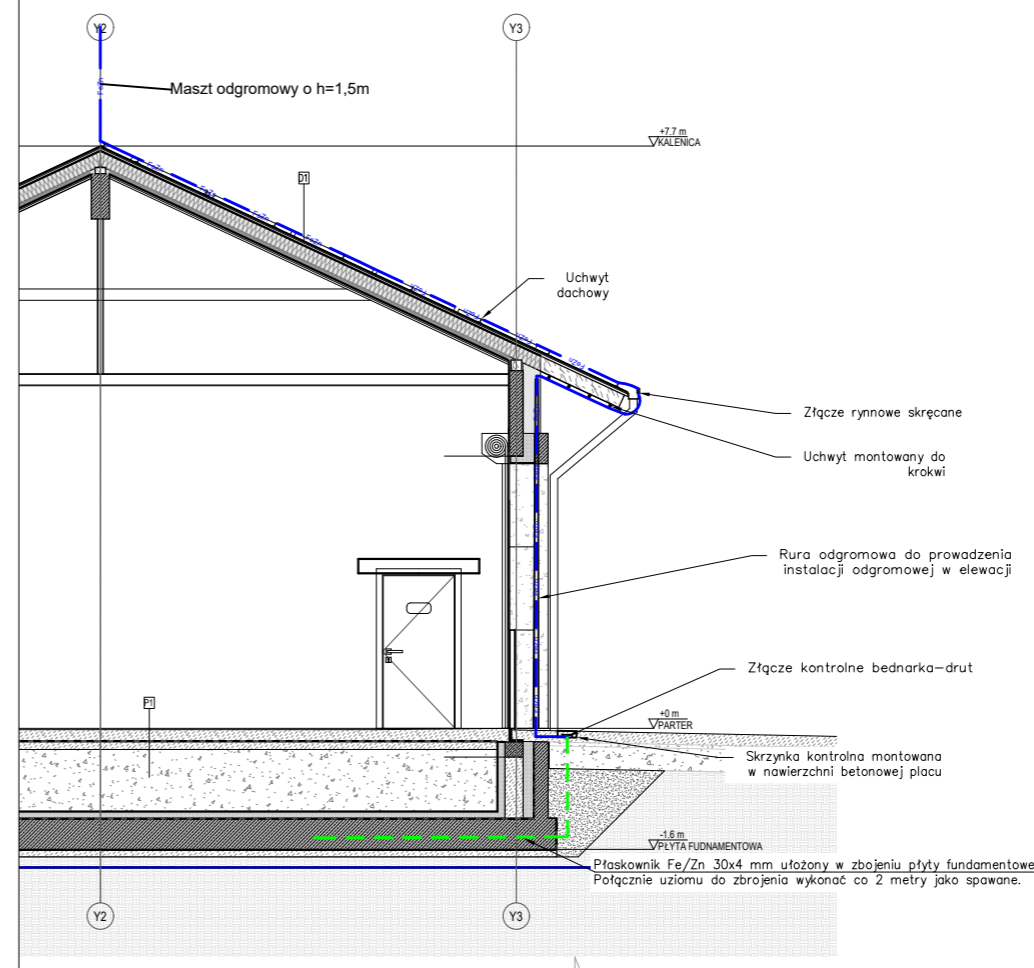 Y2
Y3
Maszt odgromowy o h=1,5m
+7.7 m
KALENICA
D1
Uchwyt
dachowy
Złącze rynnowe skręcane
Uchwyt montowany do
krokwi
Rura odgromowa do prowadzenia
instalacji odgromowej w elewacji
Złącze kontrolne bednarka-drut
P1
+0 m
PARTER
Skrzynka kontrolna montowana
w nawierzchni betonowej placu
-1.6 m
PŁYTA FUDNAMENTOWA
Płaskownik Fe/Zn 30x4 mm ułożony w zbojeniu płyty fundamentowe
Połącznie uziomu do zbrojenia wykonać co 2 metry jako spawane.
Y2
Y3